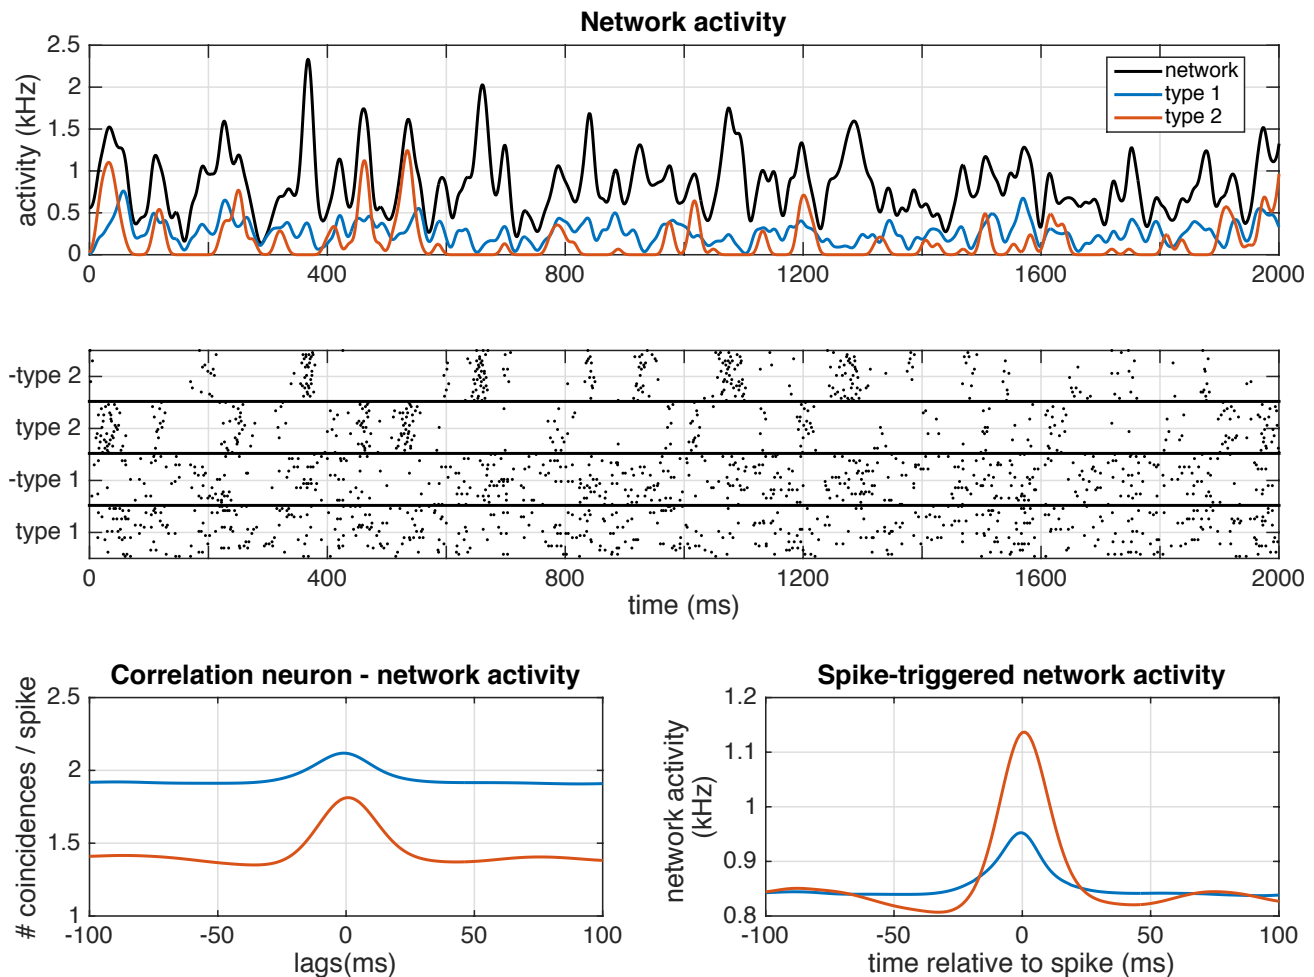 Network activity
2.5
2
1.5
1
0.5
0
activity (kHz)
network
type 1
type 2
0 400 800 1200 1600 2000
-type 2
type 2
-type 1
type 1
0 400 800 1200 1600 2000
time (ms)
Correlation neuron - network activity
2.5
2
1.5
1
# coincidences / spike
-100 -50 0 50 100
lags(ms)
Spike-triggered network activity
1.2
1.1
1
0.9
0.8
network activity
(kHz)
-100 -50 0 50 100
time relative to spike (ms)